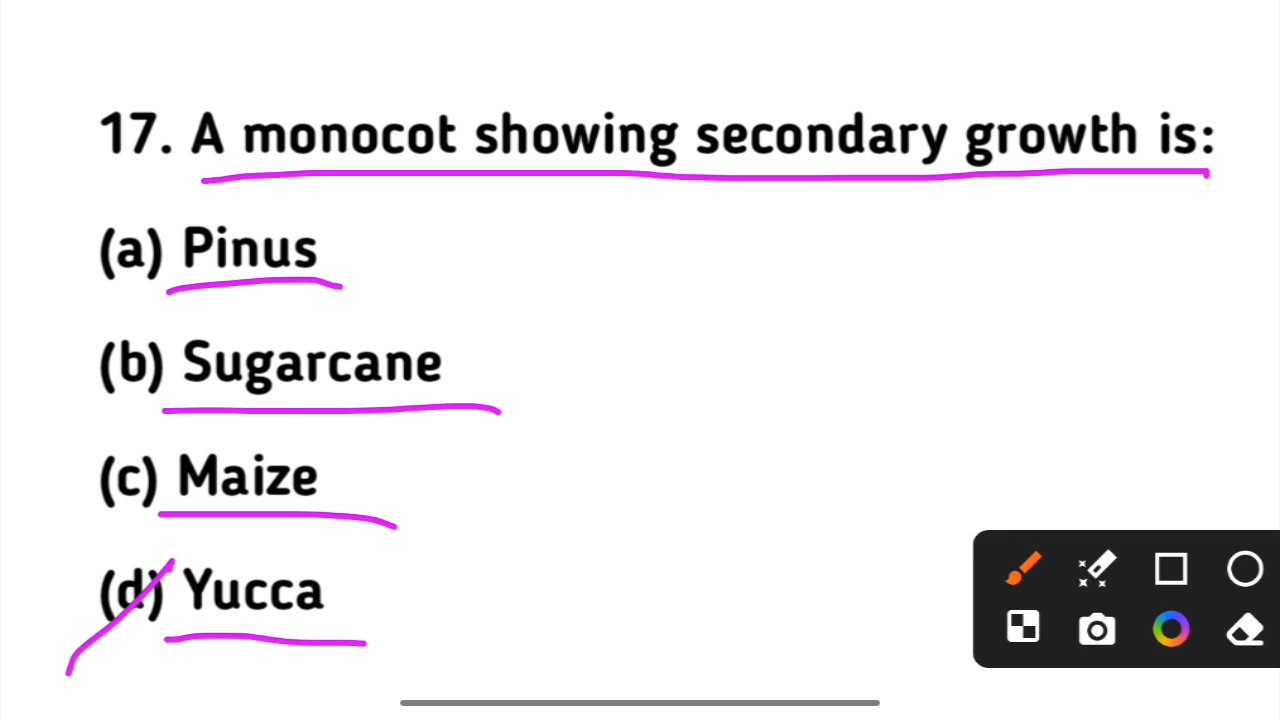 17. A monocot showing secondary growth is:
(a) Pinus
(b) Sugarcane
(c) Maize
(d) Yucca